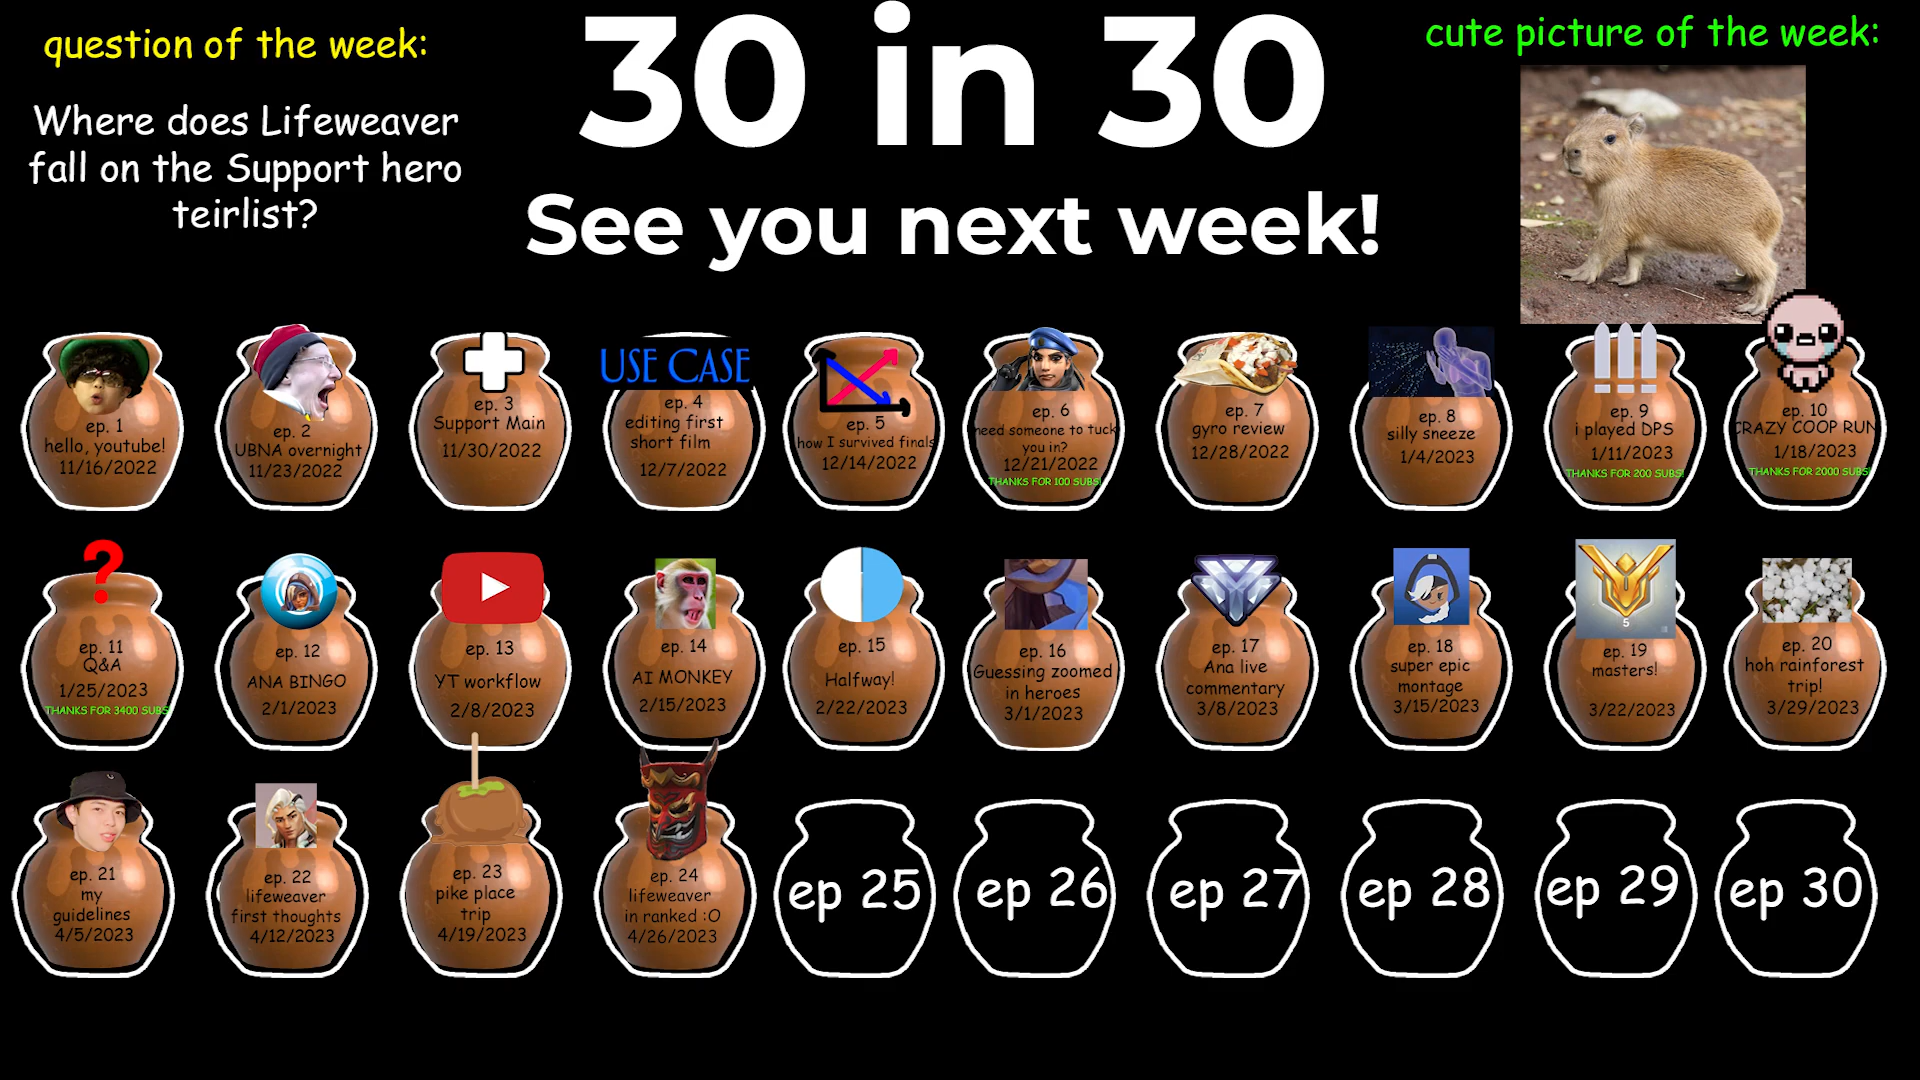 question of the week:
Where does Lifeweaver
fall on the Support hero
teirlist?
30 in 30
See you next week!
cute picture of the week:
ep. 1
hello, youtube!
11/16/2022
ep. 2
UBNA overnight
11/23/2022
ep. 3
Support Main
11/30/2022
USE CASE
ep. 4
editing first
short film
12/7/2022
ep. 5
how I survived finals
12/14/2022
ep. 6
need someone to tuck
you in?
12/21/2022
THANKS FOR 100 SUBS!
ep. 7
gyro review
12/28/2022
ep. 8
silly sneeze
1/4/2023
ep. 9
i played DPS
1/11/2023
THANKS FOR 200 SUBS!
ep. 10
CRAZY COOP RUN
1/18/2023
THANKS FOR 2000 SUBS!
?
ep. 11
Q&A
1/25/2023
THANKS FOR 3400 SUBS!
ep. 12
ANA BINGO
2/1/2023
ep. 13
YT workflow
2/8/2023
ep. 14
AI MONKEY
2/15/2023
ep. 15
Halfway!
2/22/2023
ep. 16
Guessing zoomed
in heroes
3/1/2023
ep. 17
Ana live
commentary
3/8/2023
ep. 18
super epic
montage
3/15/2023
5
ep. 19
masters!
3/22/2023
ep. 20
hoh rainforest
trip!
3/29/2023
ep. 21
my
guidelines
4/5/2023
ep. 22
lifeweaver
first thoughts
4/12/2023
ep. 23
pike place
trip
4/19/2023
ep. 24
lifeweaver
in ranked :O
4/26/2023
ep 25
ep 26
ep 27
ep 28
ep 29
ep 30